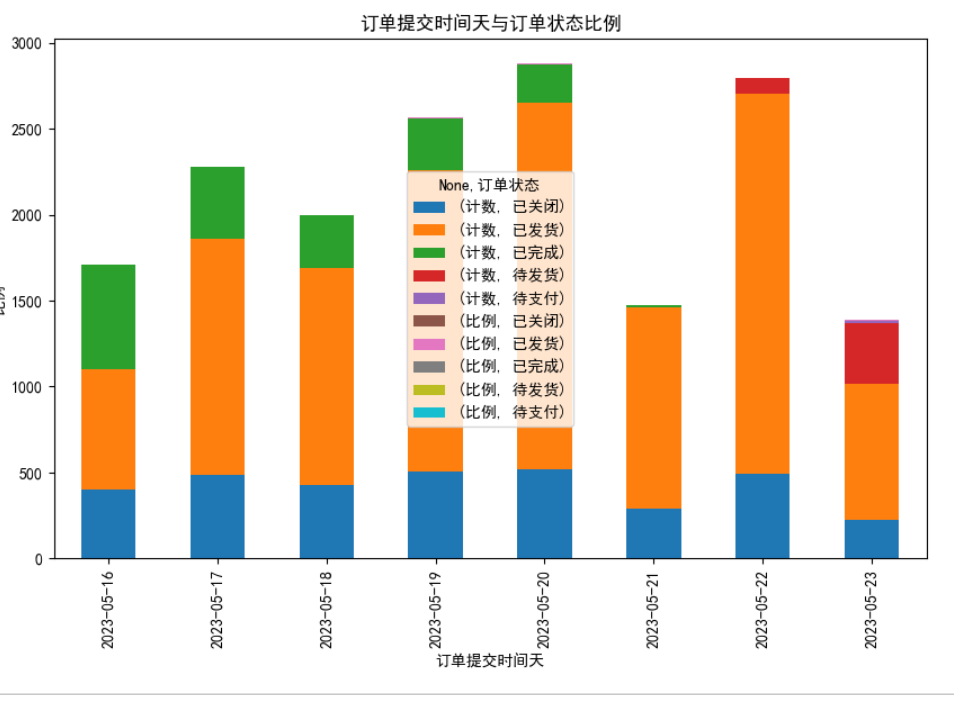 订单提交时间天与订单状态比例
3000
2500
2000
1500
1000
500
0
比例
None,订单状态
(计数, 已关闭)
(计数, 已发货)
(计数, 已完成)
(计数, 待发货)
(计数, 待支付)
(比例, 已关闭)
(比例, 已发货)
(比例, 已完成)
(比例, 待发货)
(比例, 待支付)
2023-05-16
2023-05-17
2023-05-18
2023-05-19
2023-05-20
2023-05-21
2023-05-22
2023-05-23
订单提交时间天